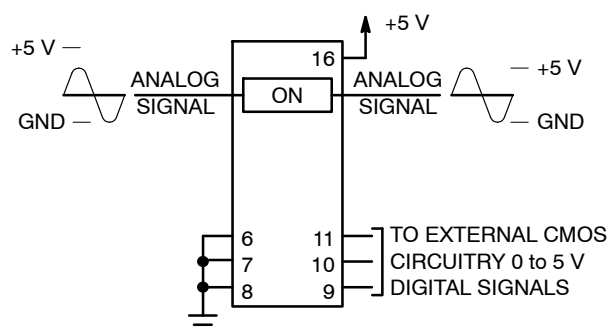 +5 V
16
+5 V
ANALOG
SIGNAL
ON
ANALOG
SIGNAL
+5 V
GND
GND
6
11
TO EXTERNAL CMOS
7
10
CIRCUITRY 0 to 5 V
8
9
DIGITAL SIGNALS